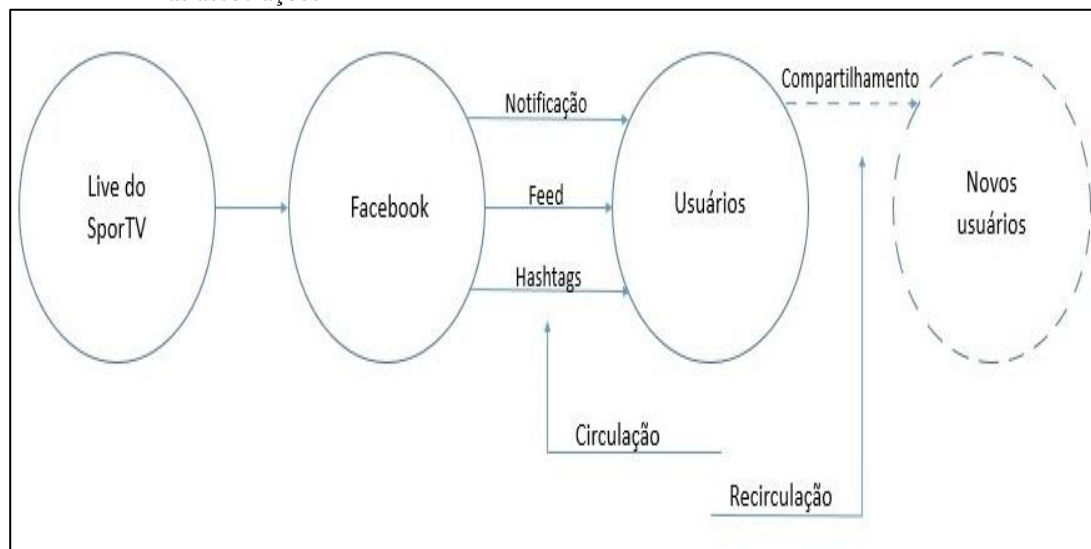 Live do
SporTV
Facebook
Notificação
Feed
Hashtags
Usuários
Compartilhamento
Novos
usuários
Circulação
Recirculação